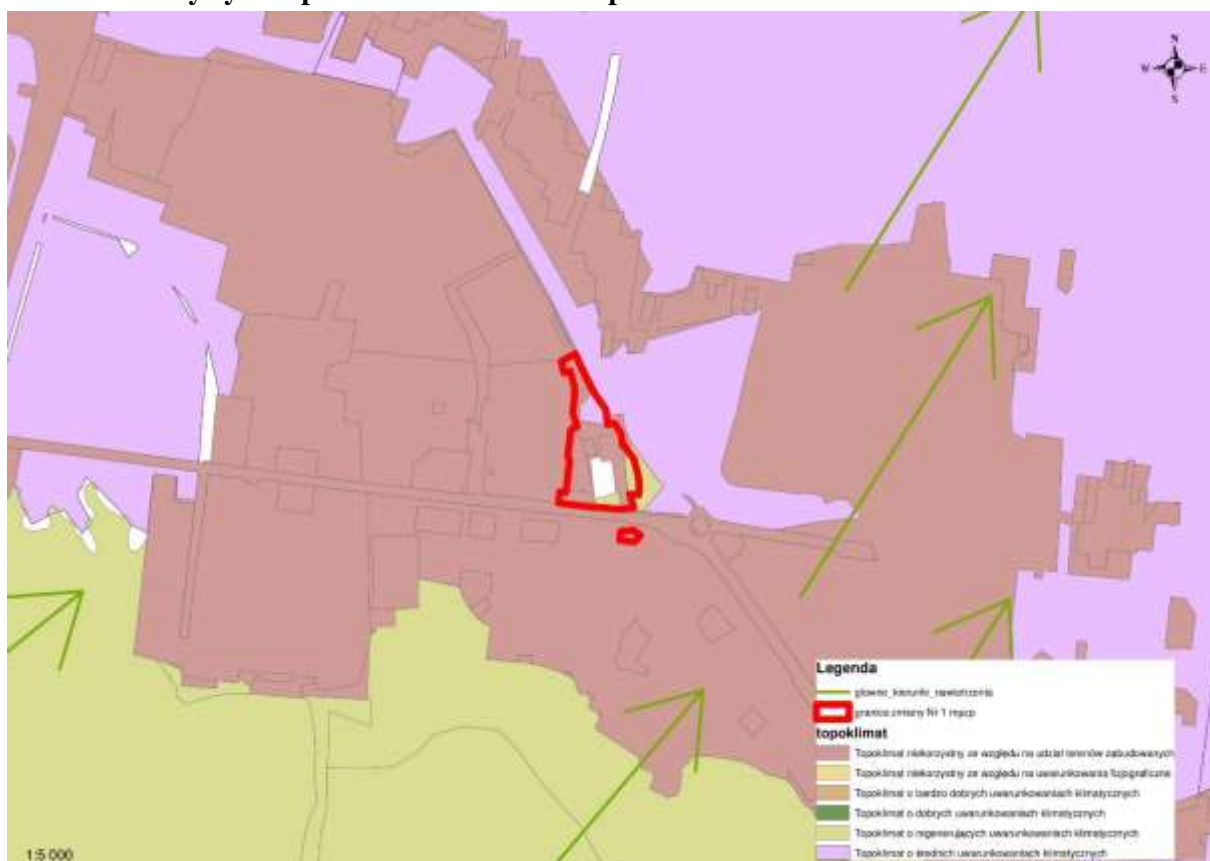 N
W E
S
Legenda
główne_kierunki_nawietrzenia
granica zmiany Nr 1 mpzp
topoklimat
Topoklimat niekorzystny ze względu na udział terenów zabudowanych
Topoklimat niekorzystny ze względu na uwarunkowania fizjograficzne
Topoklimat o bardzo dobrych uwarunkowaniach klimatycznych
Topoklimat o dobrych uwarunkowaniach klimatycznych
Topoklimat o regenerujących uwarunkowaniach klimatycznych
Topoklimat o średnich uwarunkowaniach klimatycznych
1:5 000